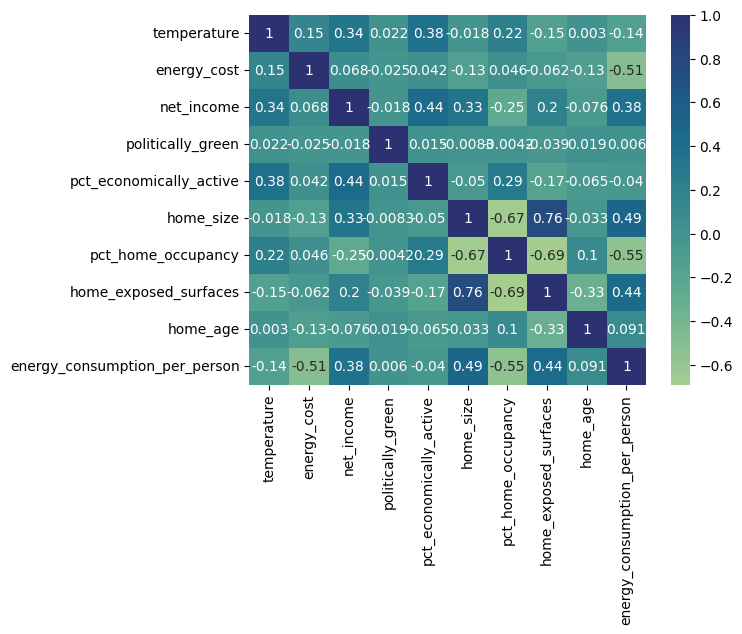 temperature 1 0.15 0.34 0.022 0.38 -0.018 0.22 -0.15 0.003 -0.14
energy_cost 0.15 1 0.068 -0.025 0.042 -0.13 0.046 -0.062 -0.13 -0.51
net_income 0.34 0.068 1 -0.018 0.44 0.33 -0.25 0.2 -0.076 0.38
politically_green 0.022 -0.025 -0.018 1 0.015 -0.0083 -0.0042 -0.039 0.019 0.006
pct_economically_active 0.38 0.042 0.44 0.015 1 -0.05 0.29 -0.17 -0.065 -0.04
home_size -0.018 -0.13 0.33 -0.0083 -0.05 1 -0.67 0.76 -0.033 0.49
pct_home_occupancy 0.22 0.046 -0.25 -0.0042 0.29 -0.67 1 -0.69 0.1 -0.55
home_exposed_surfaces -0.15 -0.062 0.2 -0.039 -0.17 0.76 -0.69 1 -0.33 0.44
home_age 0.003 -0.13 -0.076 0.019 -0.065 -0.033 0.1 -0.33 1 0.091
energy_consumption_per_person -0.14 -0.51 0.38 0.006 -0.04 0.49 -0.55 0.44 0.091 1
temperature
energy_cost
net_income
politically_green
pct_economically_active
home_size
pct_home_occupancy
home_exposed_surfaces
home_age
energy_consumption_per_person
1.0
0.8
0.6
0.4
0.2
0.0
−0.2
−0.4
−0.6